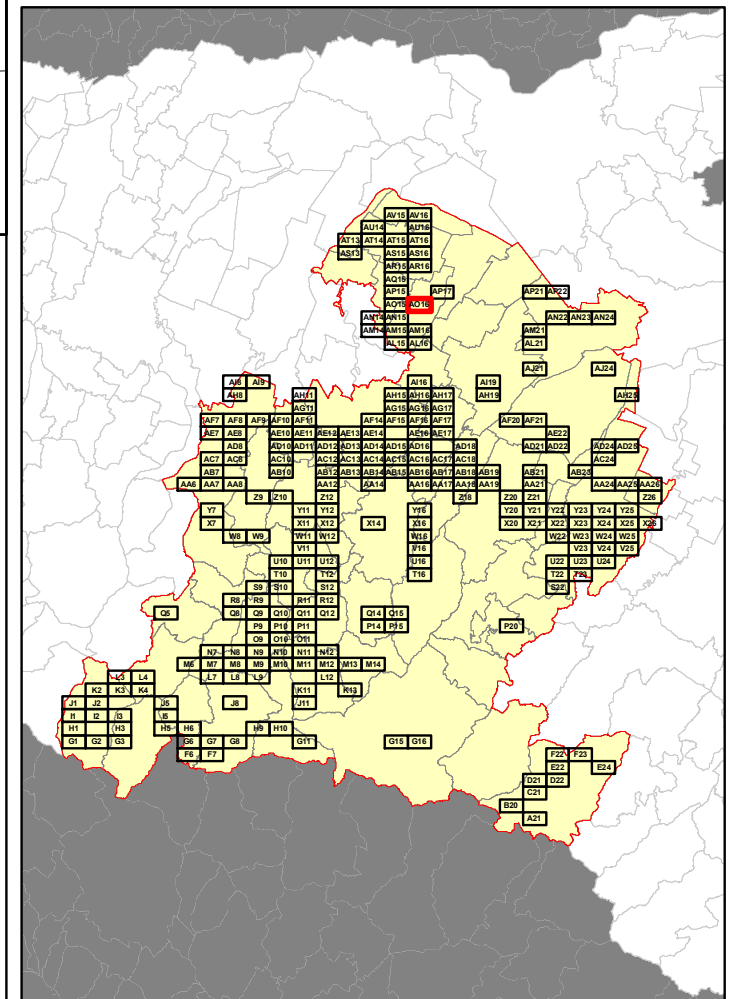 AV15 AV16
AU14 AU16
AT13 AT14 AT15 AT16
AS13 AS15 AS16
AR15 AR16
AQ15
AP15 AP17 AP21 AP22
AO15 AO16
AN14 AN15 AN22 AN23 AN24
AM14 AM15 AM16 AM21
AL15 AL16 AL21
AJ21 AJ24
AI8 AI9 AI16 AI19
AH8 AH11 AH15 AH16 AH17 AH19 AH25
AG11 AG15 AG16 AG17
AF7 AF8 AF9 AF10 AF11 AF14 AF15 AF16 AF17 AF20 AF21
AE7 AE8 AE10 AE11 AE12 AE13 AE14 AE16 AE17 AE22
AD8 AD10 AD11 AD12 AD13 AD14 AD15 AD16 AD18 AD21 AD22 AD24 AD25
AC7 AC8 AC10 AC12 AC13 AC14 AC15 AC16 AC17 AC18 AC24
AB7 AB10 AB12 AB13 AB14 AB15 AB16 AB17 AB18 AB19 AB21 AB23
AA6 AA7 AA8 AA12 AA14 AA16 AA17 AA18 AA19 AA21 AA24 AA25 AA26
Z9 Z10 Z12 Z18 Z20 Z21 Z26
Y7 Y11 Y12 Y16 Y20 Y21 Y22 Y23 Y24 Y25
X7 X11 X12 X14 X16 X20 X21 X22 X23 X24 X25 X26
W8 W9 W11 W12 W16 W22 W23 W24 W25
V11 V16 V23 V24 V25
U10 U11 U12 U16 U22 U23 U24
T10 T12 T16 T22 T23
S9 S10 S12 S22
R8 R9 R11 R12
Q5 Q8 Q9 Q10 Q11 Q12 Q14 Q15
P9 P10 P11 P14 P15 P20
O9 O10 O11
N7 N8 N9 N10 N11 N12
M6 M7 M8 M9 M10 M11 M12 M13 M14
L3 L4 L7 L8 L9 L12
K2 K3 K4 K11 K13
J1 J2 J5 J8 J11
I1 I2 I3 I5
H1 H3 H5 H6 H9 H10
G1 G2 G3 G6 G7 G8 G11 G15 G16
F6 F7 F22 F23
E22 E24
D21 D22
C21
B20
A21